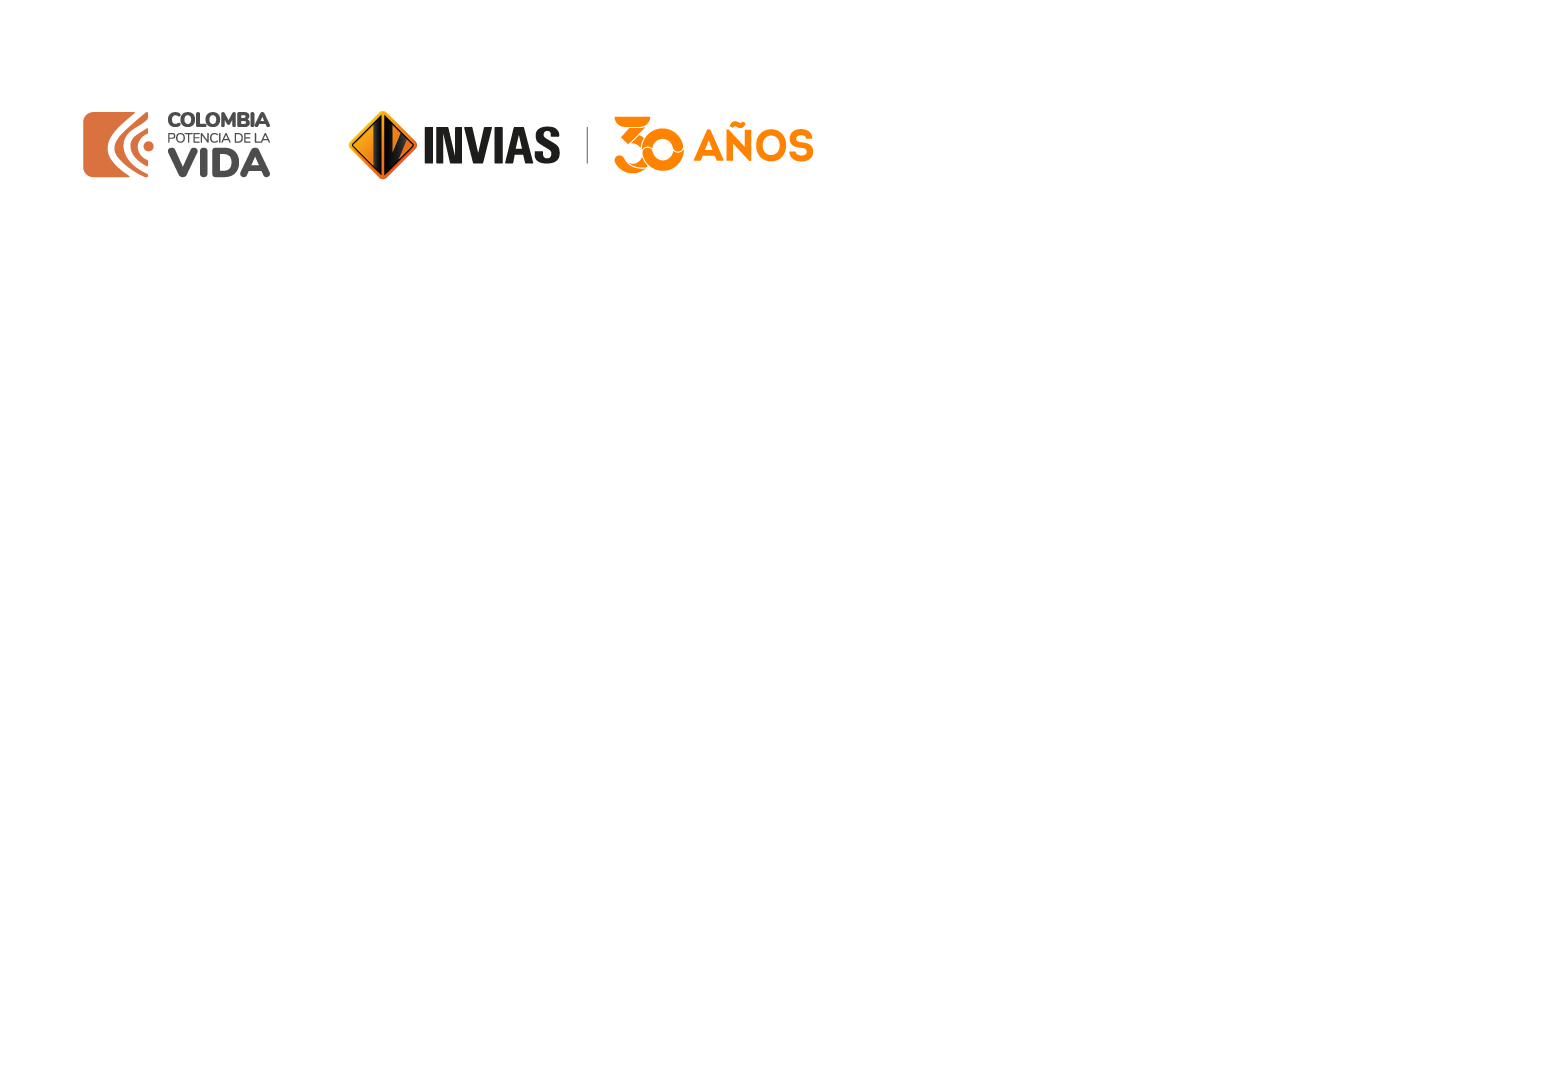 COLOMBIA
POTENCIA DE LA
VIDA
INVIAS
30 AÑOS